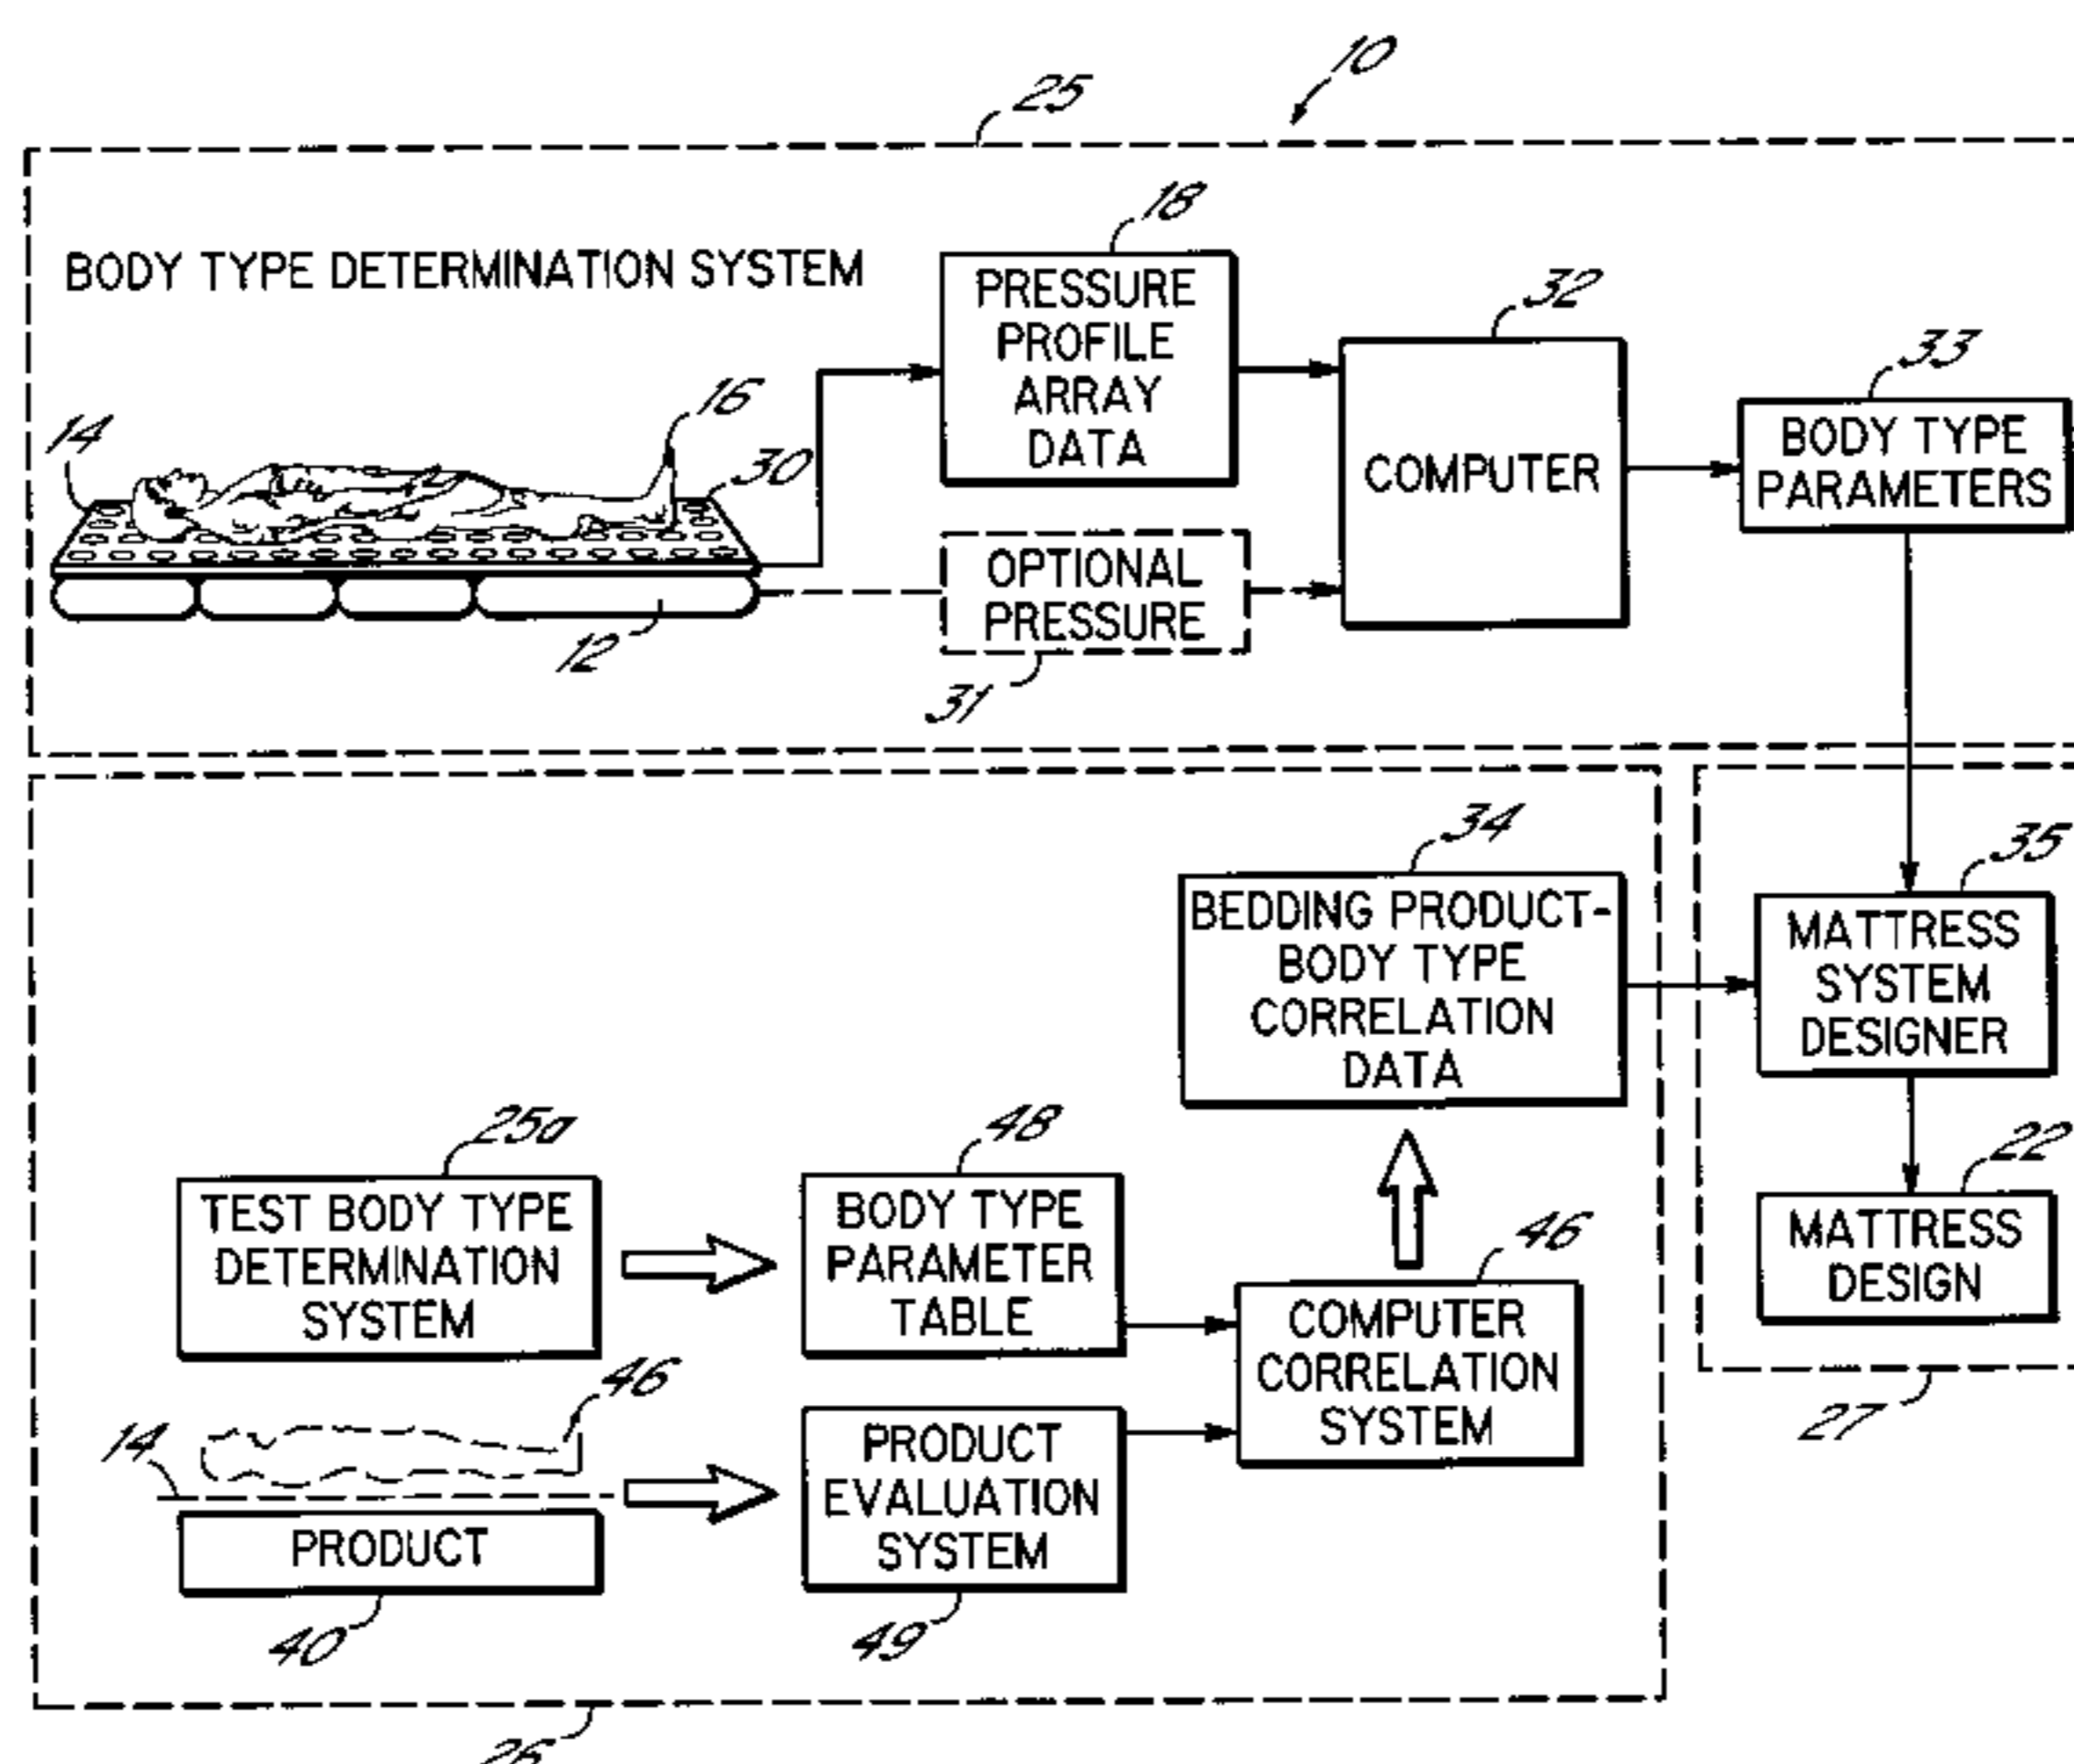 10
25
18
BODY TYPE DETERMINATION SYSTEM
PRESSURE
PROFILE
ARRAY
DATA
32
COMPUTER
33
BODY TYPE
PARAMETERS
14
16
30
12
OPTIONAL
PRESSURE
31
34
BEDDING PRODUCT-
BODY TYPE
CORRELATION
DATA
35
MATTRESS
SYSTEM
DESIGNER
22
MATTRESS
DESIGN
27
25a
TEST BODY TYPE
DETERMINATION
SYSTEM
48
BODY TYPE
PARAMETER
TABLE
46
COMPUTER
CORRELATION
SYSTEM
46
14
PRODUCT
40
PRODUCT
EVALUATION
SYSTEM
49
26